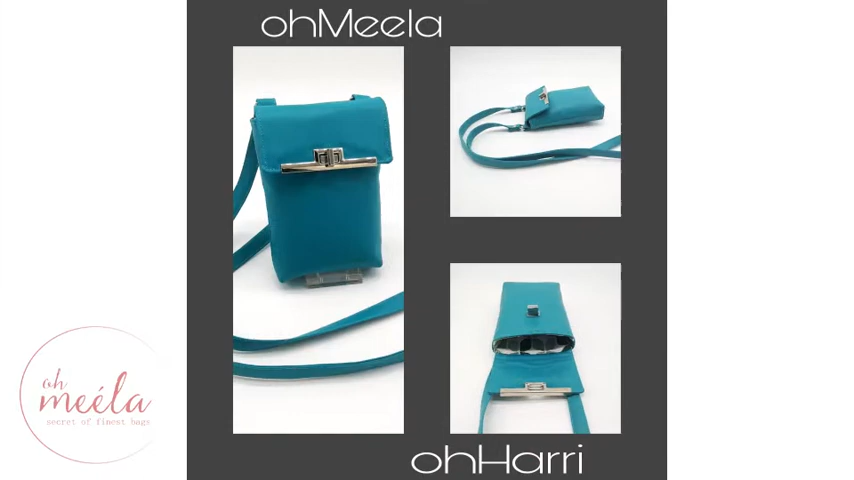 ohMeela
oh
meéla
secret of finest bags
ohHarri